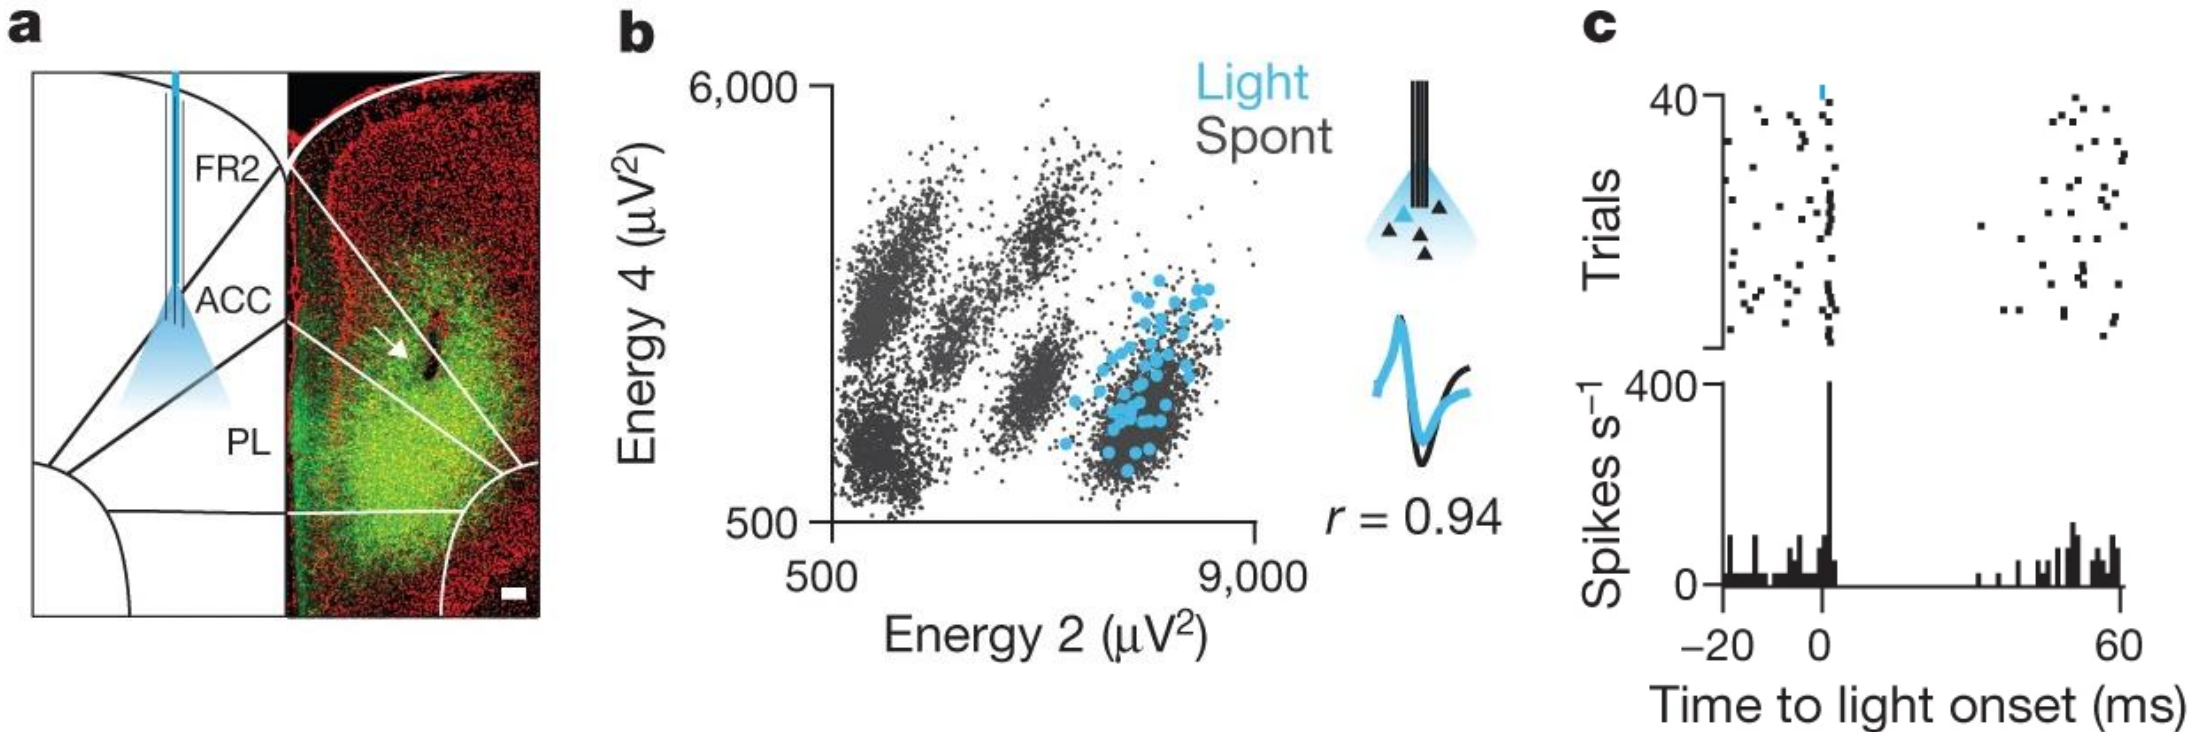 a
FR2
ACC
PL
b
6,000
500
Energy 4 (μV²)
500
9,000
Energy 2 (μV²)
Light
Spont
r = 0.94
c
40
Trials
400
0
Spikes s⁻¹
−20
0
60
Time to light onset (ms)